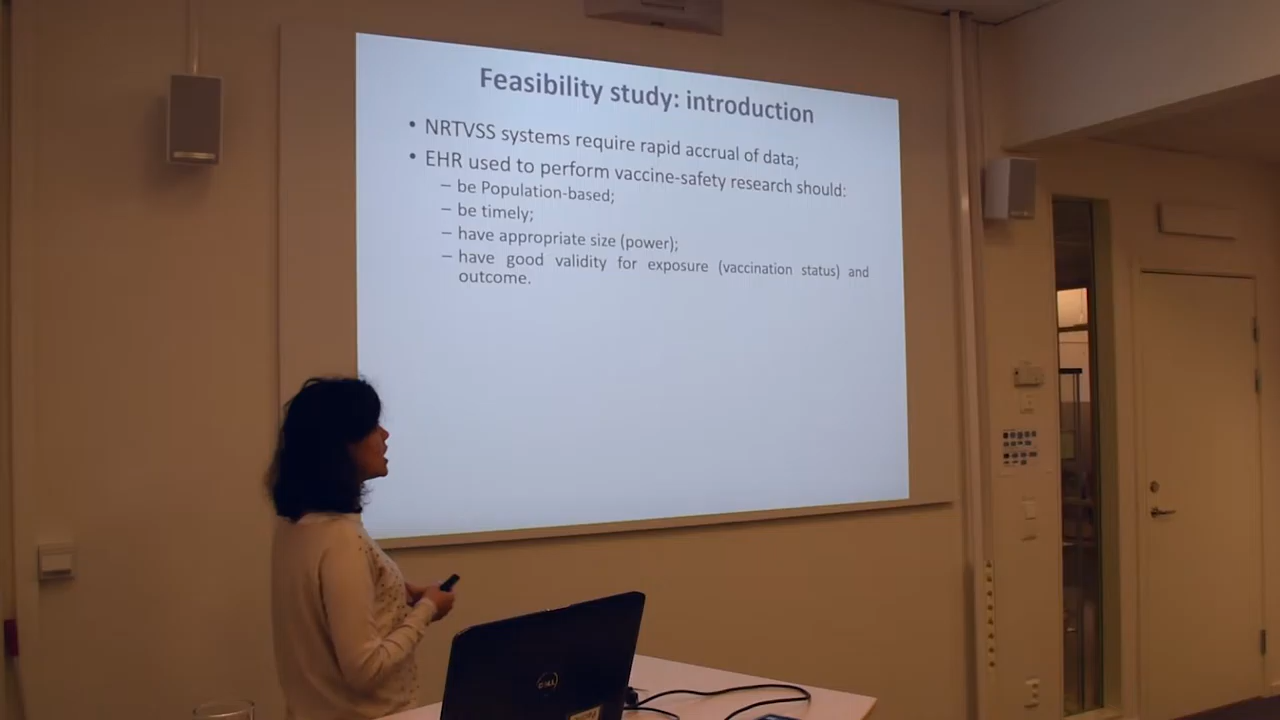 Feasibility study: introduction
• NRTVSS systems require rapid accrual of data;
• EHR used to perform vaccine-safety research should:
– be Population-based;
– be timely;
– have appropriate size (power);
– have good validity for exposure (vaccination status) and
outcome.
DELL